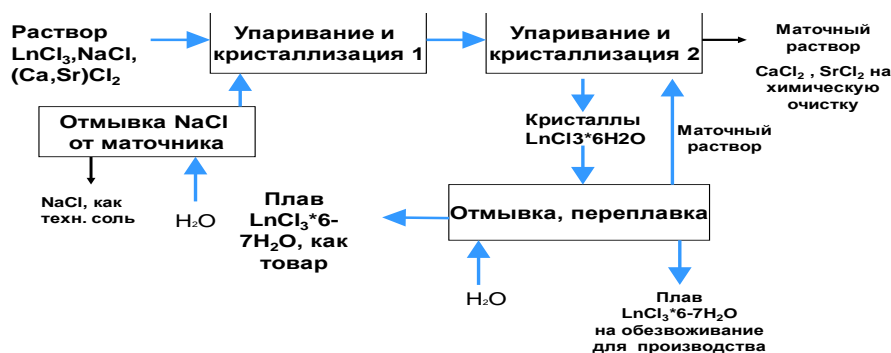 Раствор
LnCl₃,NaCl,
(Ca,Sr)Cl₂
Упаривание и
кристаллизация 1
Упаривание и
кристаллизация 2
Маточный
раствор
CaCl₂ , SrCl₂ на
химическую
очистку
Отмывка NaCl
от маточника
Кристаллы
LnCl3*6H2O
Маточный
раствор
NaCl, как
техн. соль
H₂O
Плав
LnCl₃*6-
7H₂O, как
товар
Отмывка, переплавка
H₂O
Плав
LnCl₃*6-7H₂O
на обезвоживание
для производства